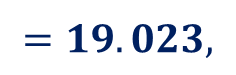 = 19.023,